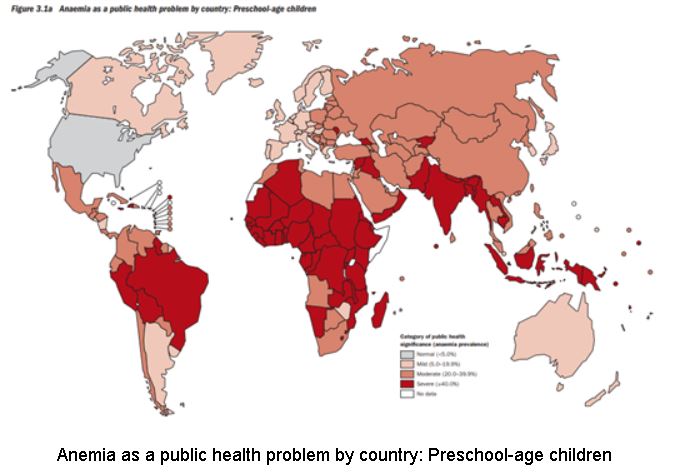 Figure 3.1a Anaemia as a public health problem by country: Preschool-age children
Category of public health
significance (anaemia prevalence)
Normal (<5.0%)
Mild (5.0–19.9%)
Moderate (20.0–39.9%)
Severe (≥40.0%)
No data
Anemia as a public health problem by country: Preschool-age children